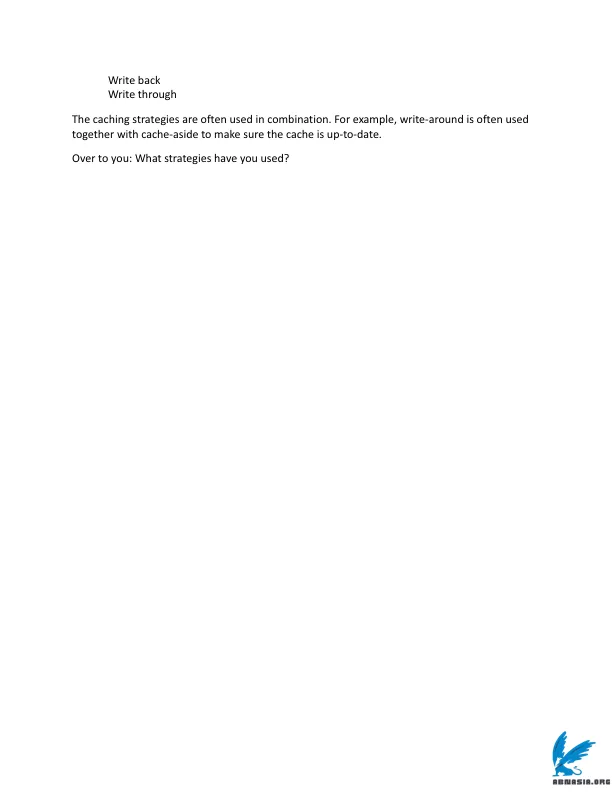 Write back
Write through
The caching strategies are often used in combination. For example, write-around is often used
together with cache-aside to make sure the cache is up-to-date.
Over to you: What strategies have you used?
ABNASIA.ORG